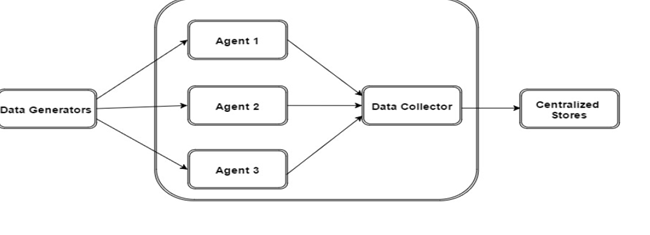 Agent 1
Data Generators
Agent 2
Data Collector
Centralized
Stores
Agent 3